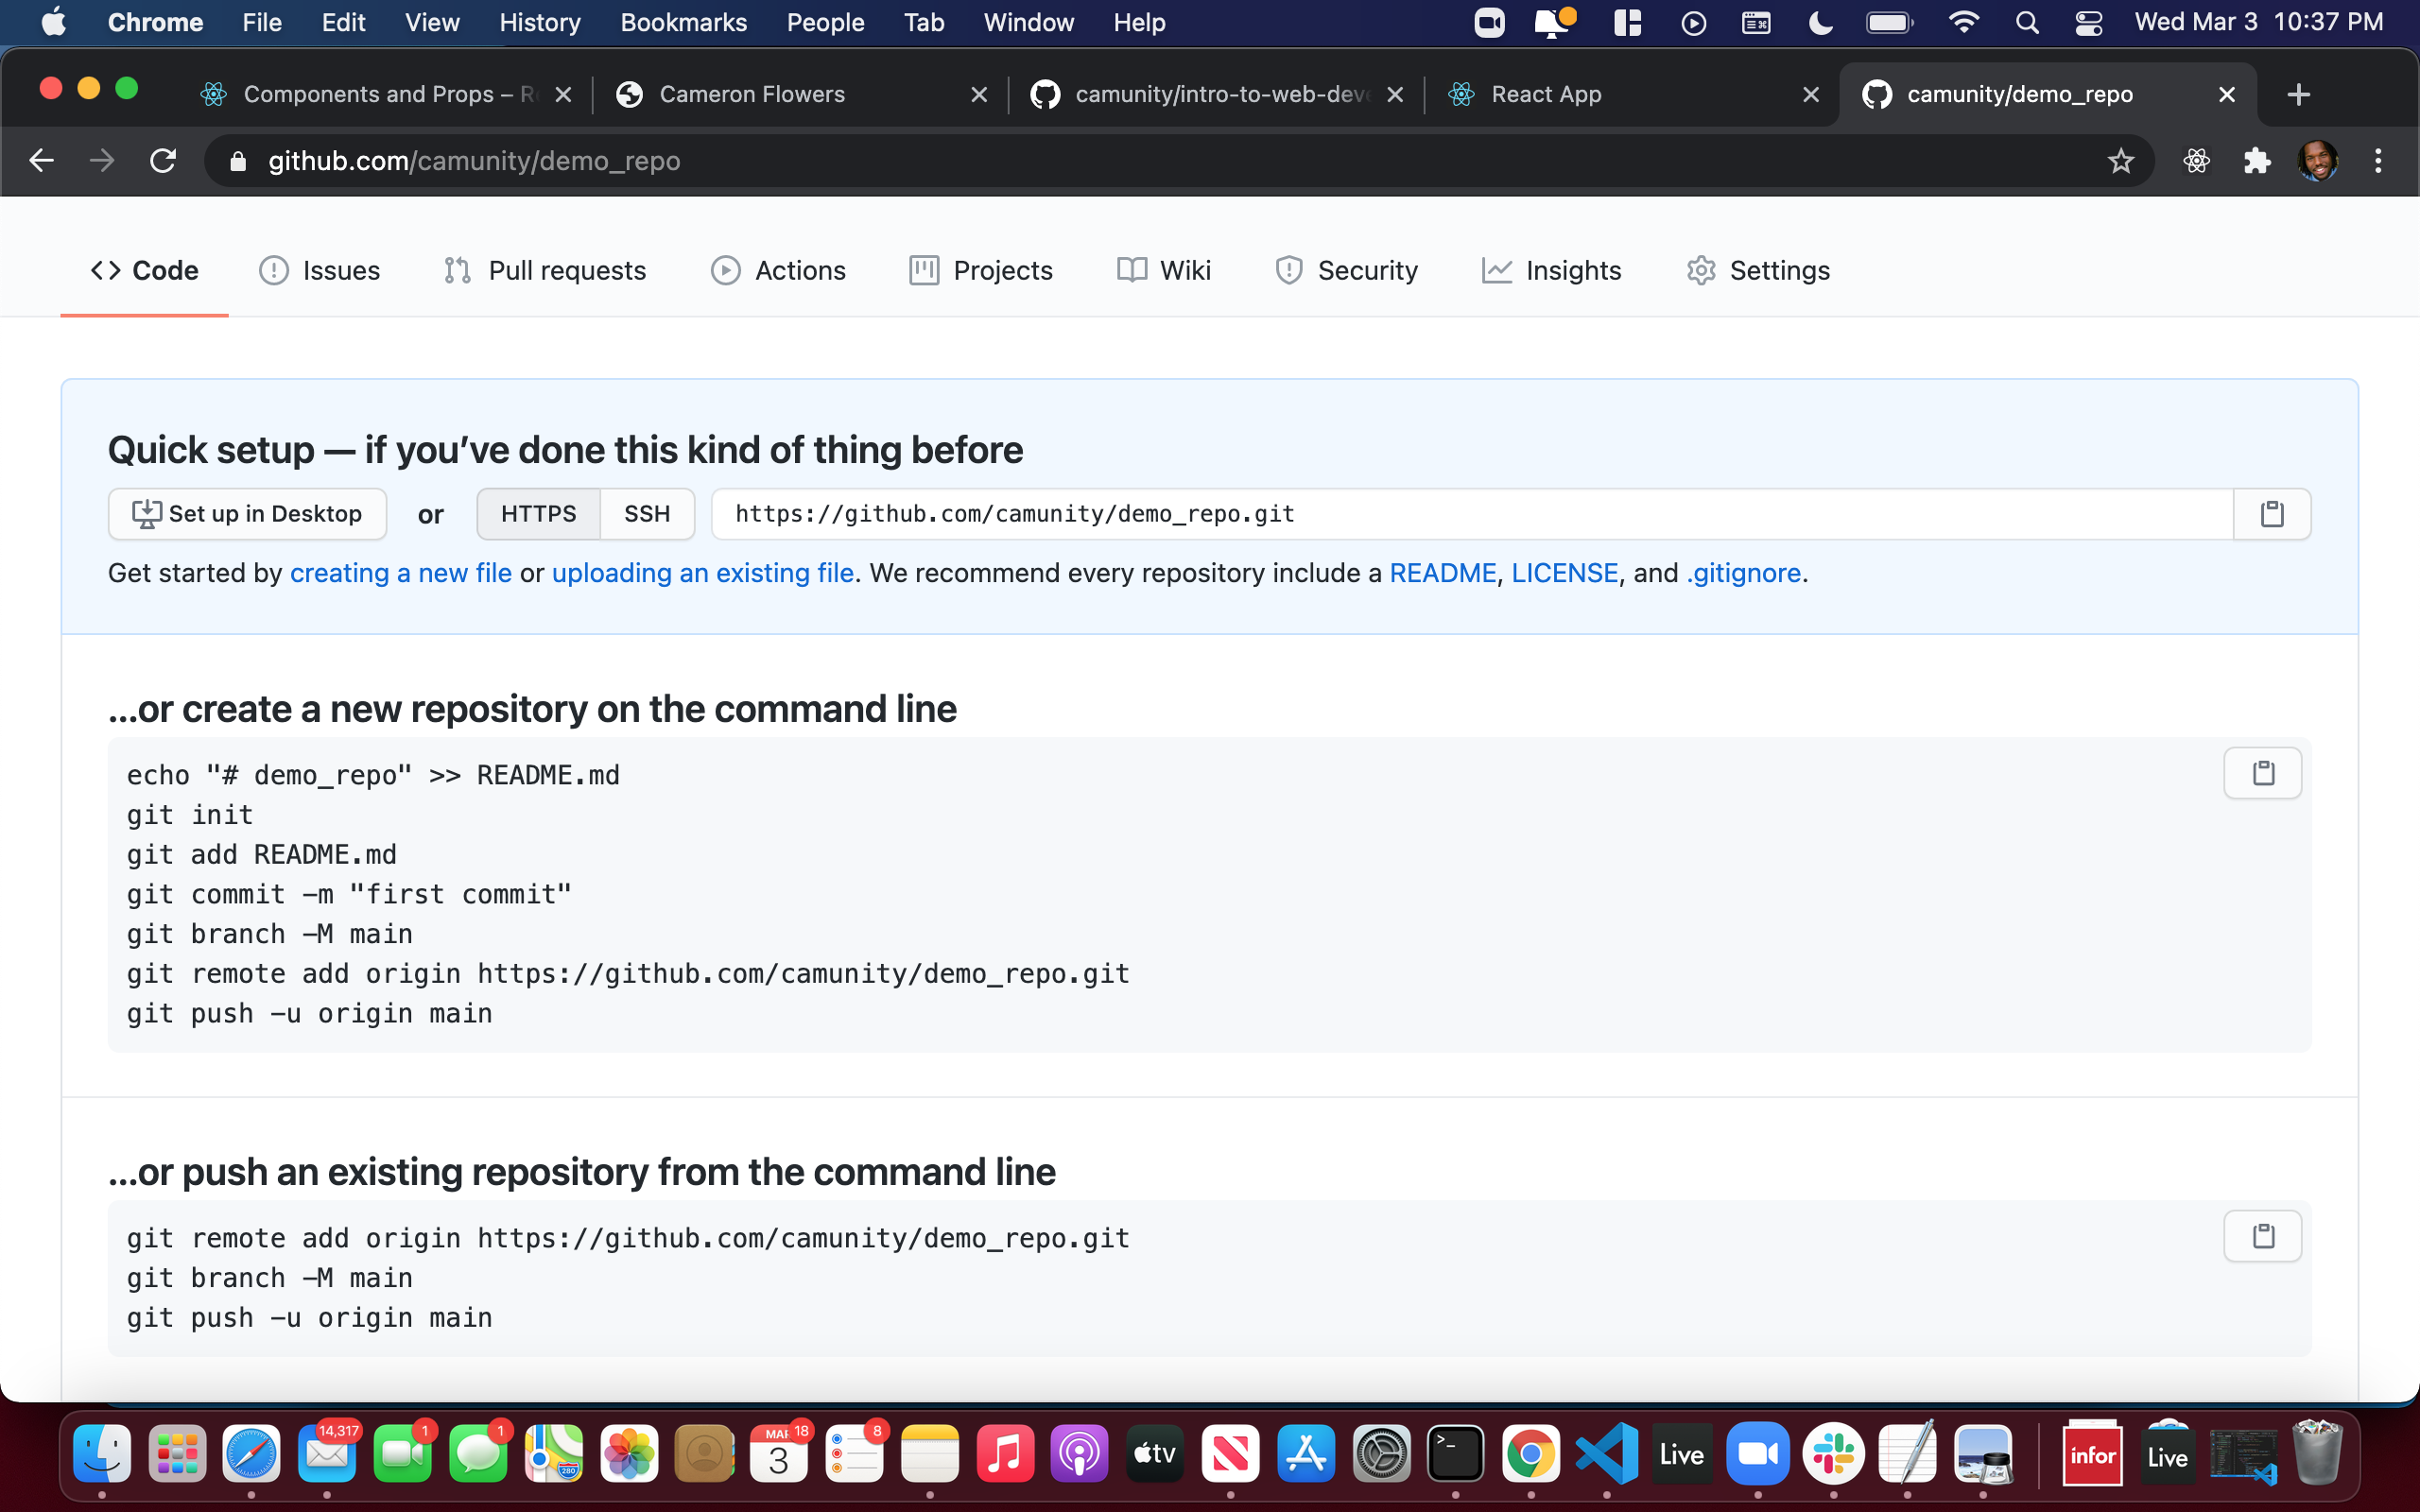 Chrome File Edit View History Bookmarks People Tab Window Help Wed Mar 3 10:37 PM
Components and Props – R
Cameron Flowers
camunity/intro-to-web-deve
React App
camunity/demo_repo
github.com/camunity/demo_repo
Code Issues Pull requests Actions Projects Wiki Security Insights Settings
Quick setup — if you’ve done this kind of thing before
Set up in Desktop or HTTPS SSH https://github.com/camunity/demo_repo.git
Get started by creating a new file or uploading an existing file. We recommend every repository include a README, LICENSE, and .gitignore.
…or create a new repository on the command line
echo "# demo_repo" >> README.md
git init
git add README.md
git commit -m "first commit"
git branch -M main
git remote add origin https://github.com/camunity/demo_repo.git
git push -u origin main
…or push an existing repository from the command line
git remote add origin https://github.com/camunity/demo_repo.git
git branch -M main
git push -u origin main
14,317
1
1
280
MAR
18
3
8
tv
>_
Live
infor
Live